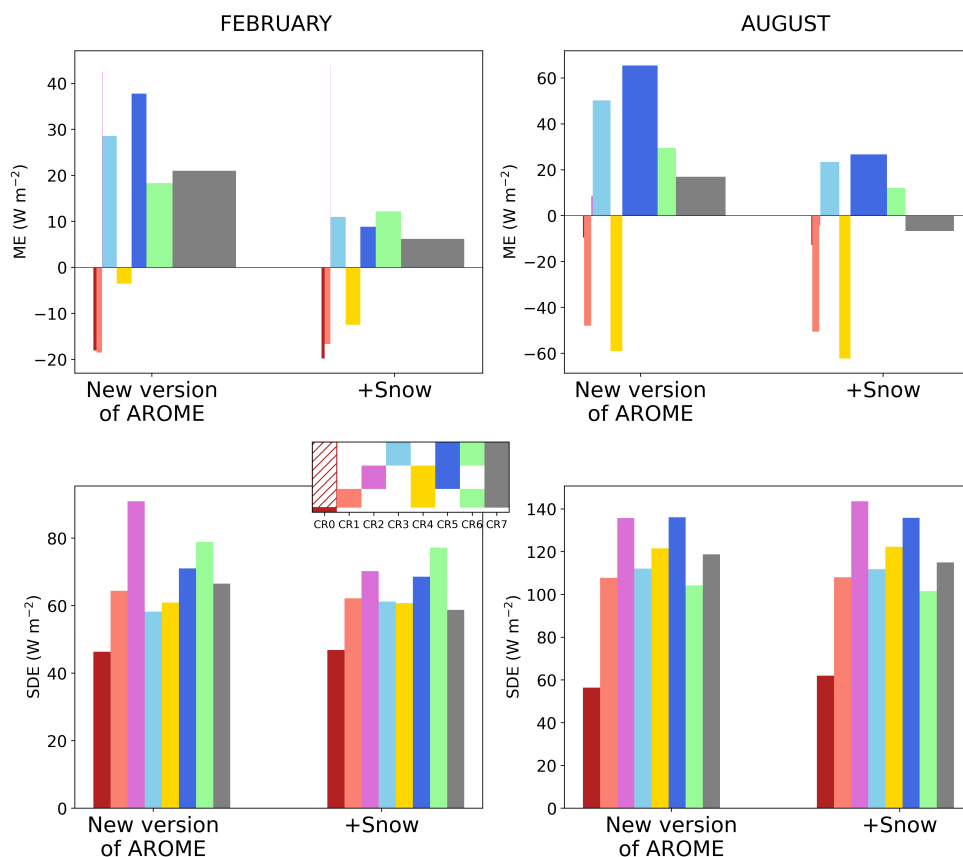 FEBRUARY
AUGUST
ME (W m⁻²)
40
30
20
10
0
−10
−20
New version
of AROME
+Snow
ME (W m⁻²)
60
40
20
0
−20
−40
−60
New version
of AROME
+Snow
CR0 CR1 CR2 CR3 CR4 CR5 CR6 CR7
SDE (W m⁻²)
80
60
40
20
0
New version
of AROME
+Snow
SDE (W m⁻²)
140
120
100
80
60
40
20
0
New version
of AROME
+Snow